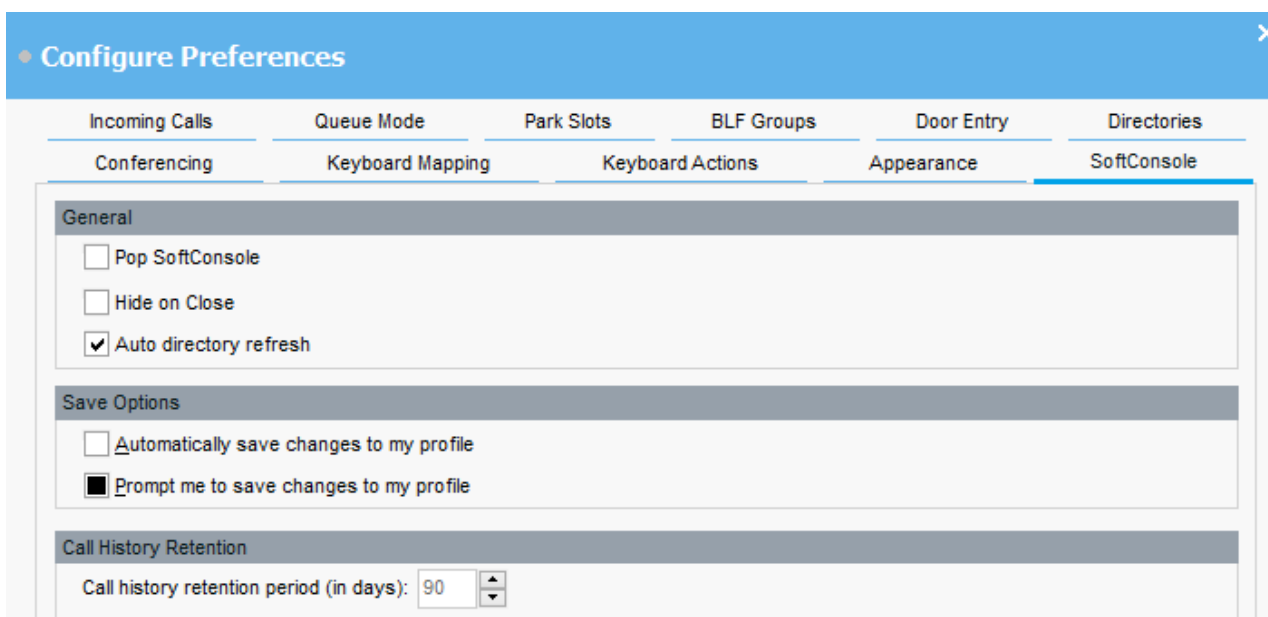 Configure Preferences
Incoming Calls Queue Mode Park Slots BLF Groups Door Entry Directories
Conferencing Keyboard Mapping Keyboard Actions Appearance SoftConsole
General
Pop SoftConsole
Hide on Close
Auto directory refresh
Save Options
Automatically save changes to my profile
Prompt me to save changes to my profile
Call History Retention
Call history retention period (in days): 90